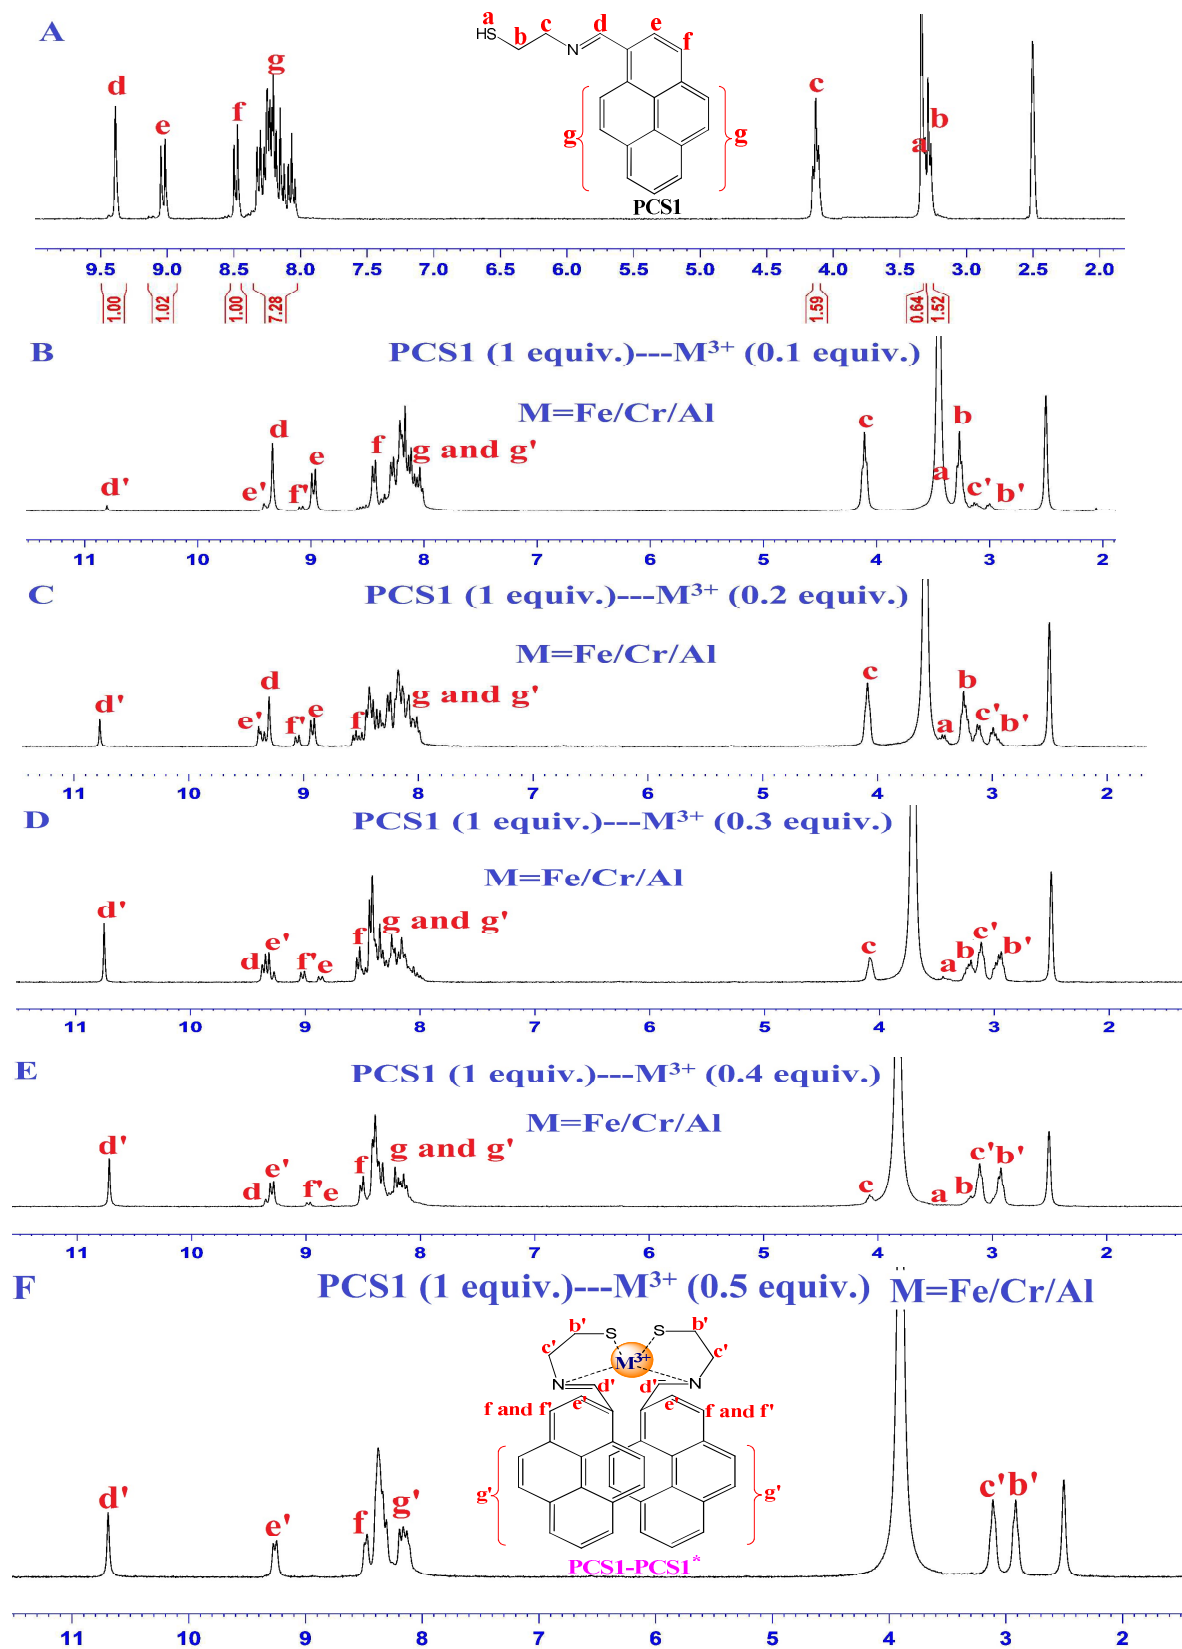 A
d
e
f
g
a
b
c
d
e
f
HS
N
g
g
PCS1
c
a
b
9.5 9.0 8.5 8.0 7.5 7.0 6.5 6.0 5.5 5.0 4.5 4.0 3.5 3.0 2.5 2.0
1.00 1.02 1.00 7.28 1.59 0.64 1.52
B
PCS1 (1 equiv.)---M3+ (0.1 equiv.)
M=Fe/Cr/Al
d' e' d f' e f g and g' c a b c' b'
11 10 9 8 7 6 5 4 3 2
C
PCS1 (1 equiv.)---M3+ (0.2 equiv.)
M=Fe/Cr/Al
d' e' d f' e f g and g' c a b c' b'
11 10 9 8 7 6 5 4 3 2
D
PCS1 (1 equiv.)---M3+ (0.3 equiv.)
M=Fe/Cr/Al
d' d e' f' e f g and g' c a b c' b'
11 10 9 8 7 6 5 4 3 2
E
PCS1 (1 equiv.)---M3+ (0.4 equiv.)
M=Fe/Cr/Al
d' d e' f' e f g and g' c a b c' b'
11 10 9 8 7 6 5 4 3 2
F
PCS1 (1 equiv.)---M3+ (0.5 equiv.) M=Fe/Cr/Al
b' S S b'
c' M3+ c'
N d' d' N
f and f' e' e' f and f'
g' g'
PCS1-PCS1*
d' e' f g' c' b'
11 10 9 8 7 6 5 4 3 2